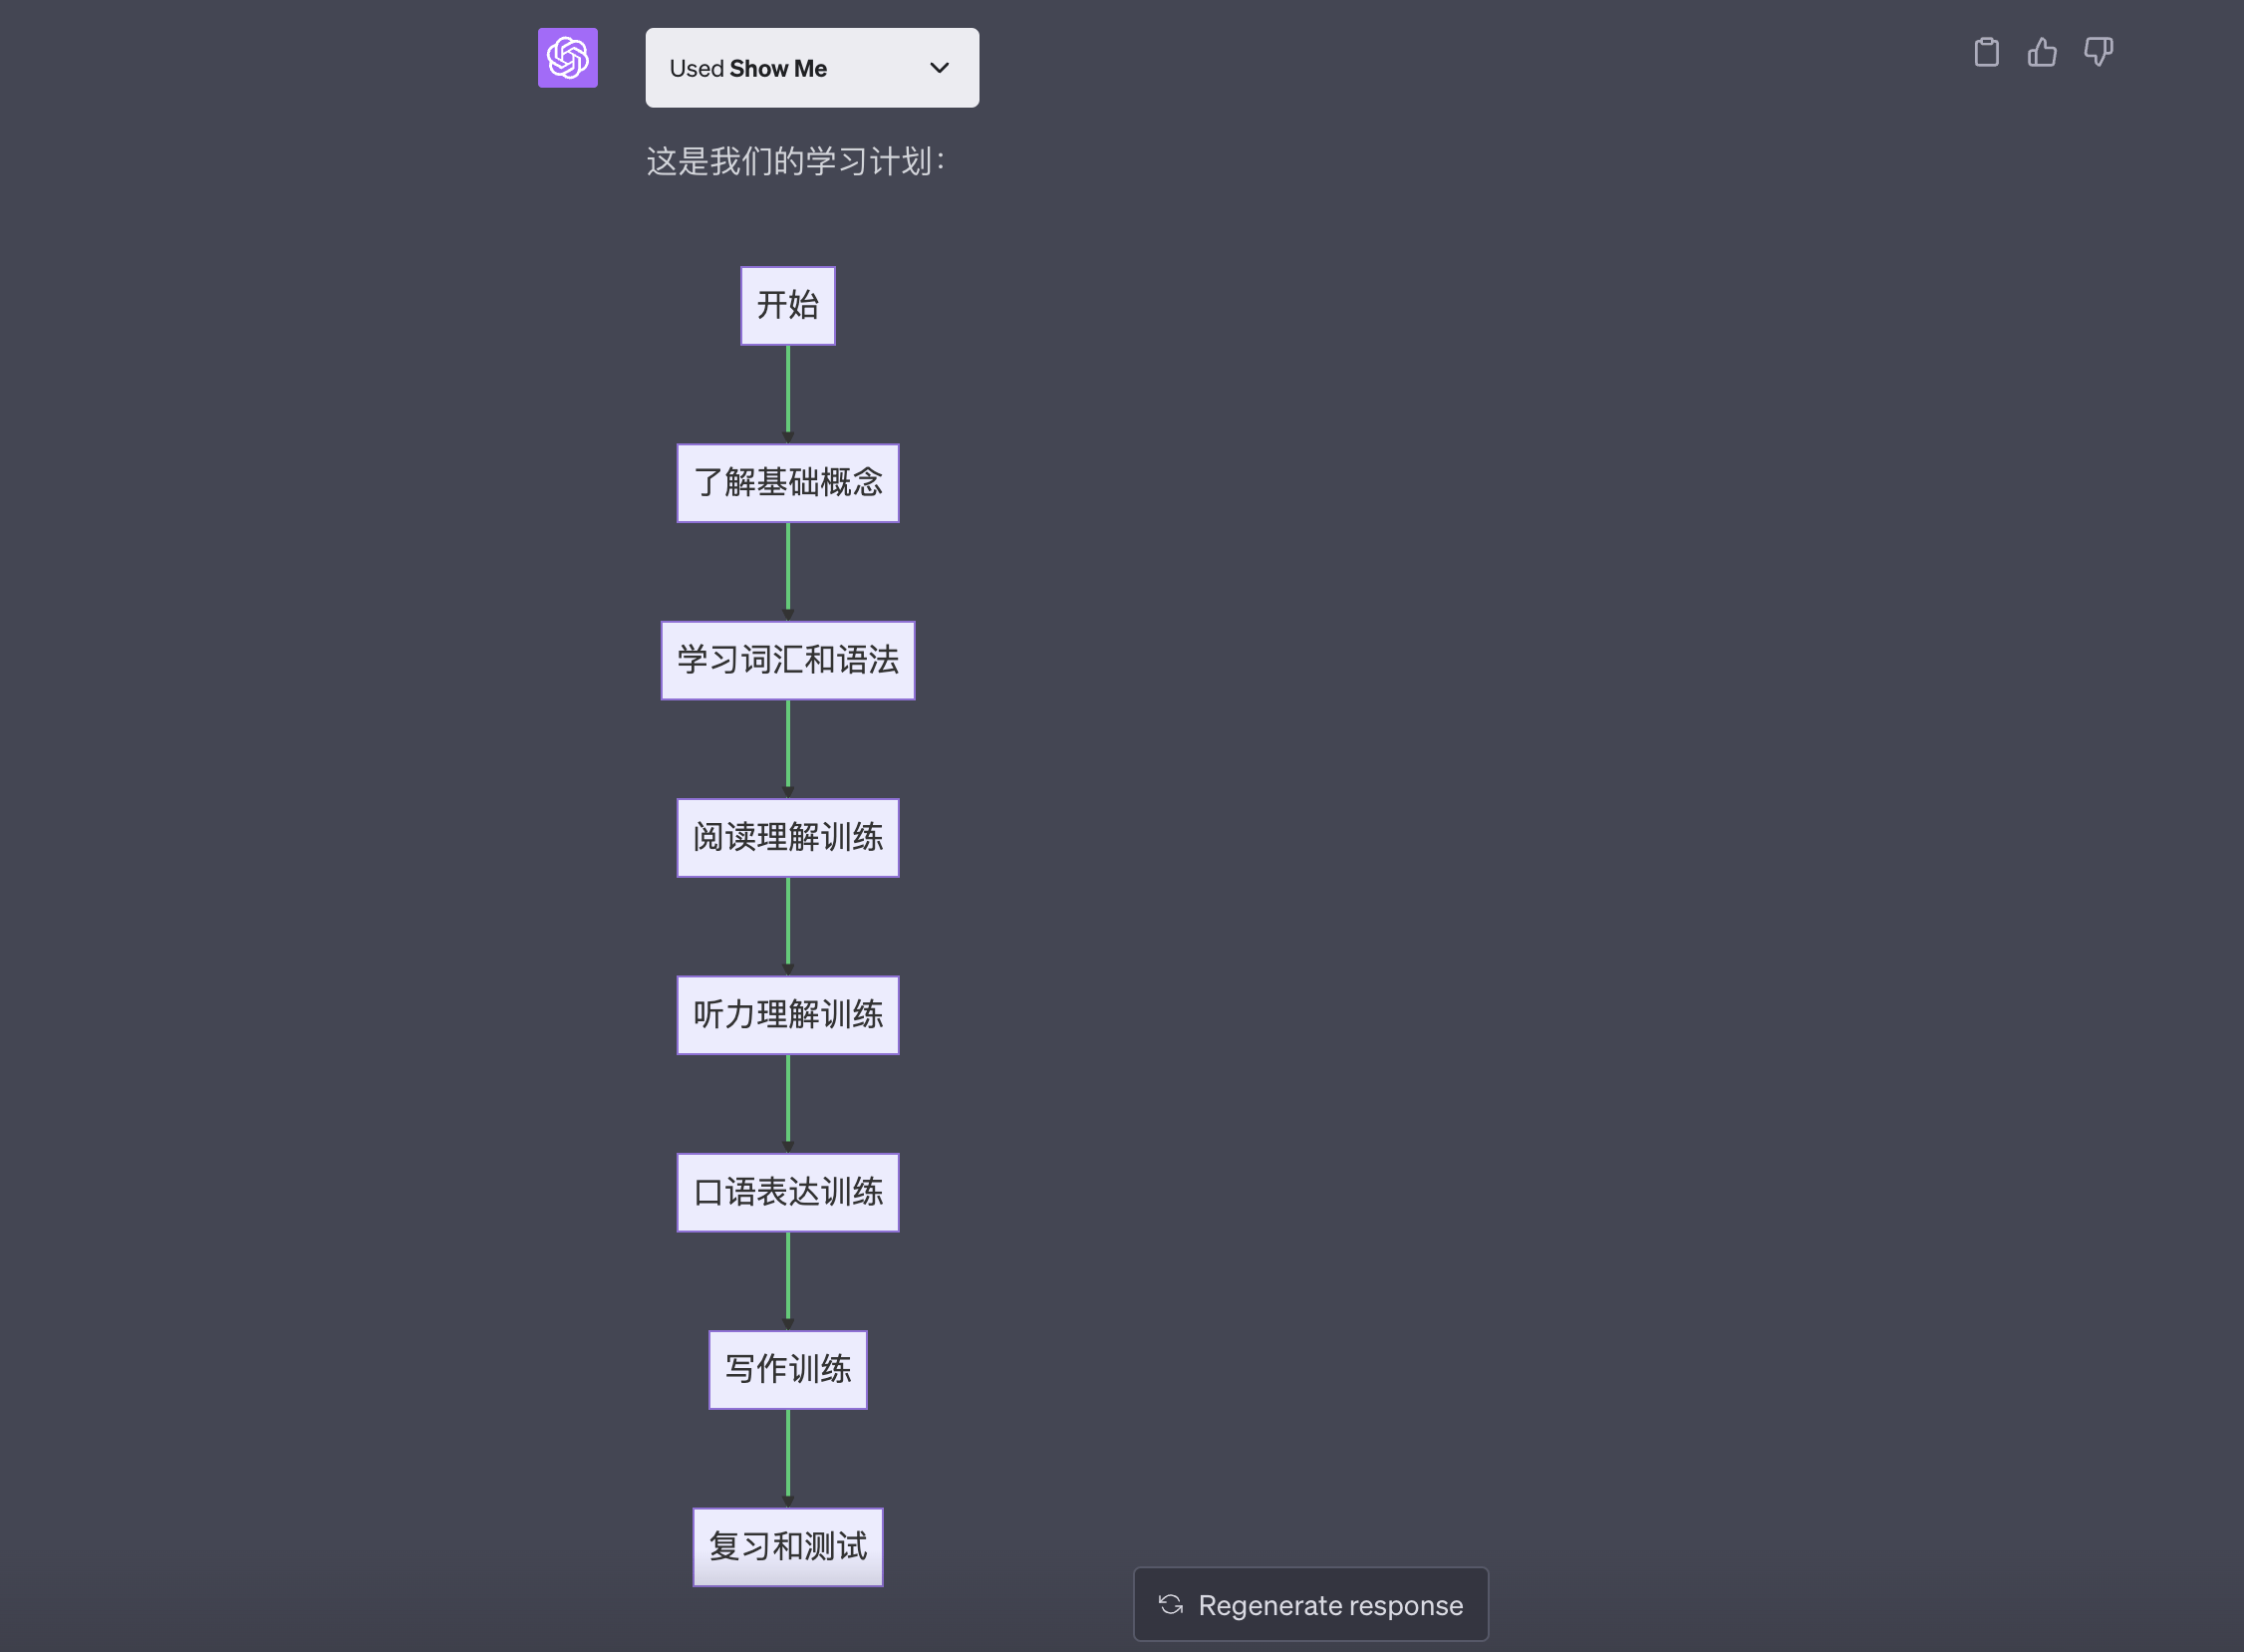 Used Show Me
这是我们的学习计划：
开始
了解基础概念
学习词汇和语法
阅读理解训练
听力理解训练
口语表达训练
写作训练
复习和测试
Regenerate response